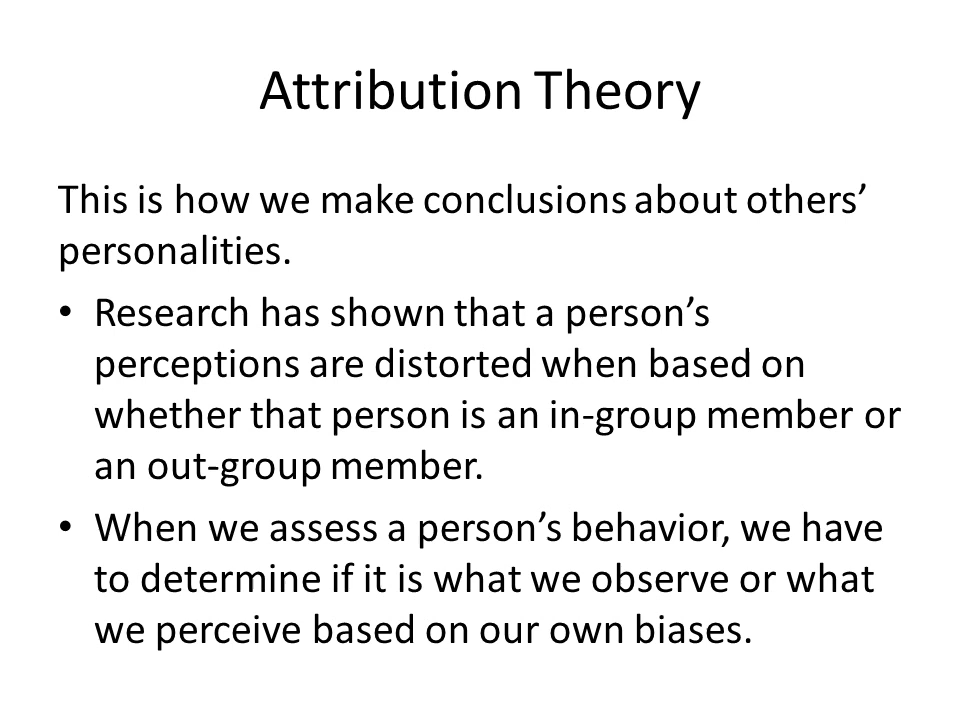 Attribution Theory
This is how we make conclusions about others’
personalities.
• Research has shown that a person’s
perceptions are distorted when based on
whether that person is an in-group member or
an out-group member.
• When we assess a person’s behavior, we have
to determine if it is what we observe or what
we perceive based on our own biases.